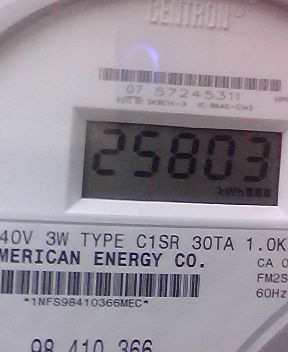 CENTRON
07 57245311
25803
kWh
40V 3W TYPE C1SR 30TA 1.0K
MERICAN ENERGY CO.
CA 0
FM2S
60Hz
*1NFS98410366MEC*
98 410 366